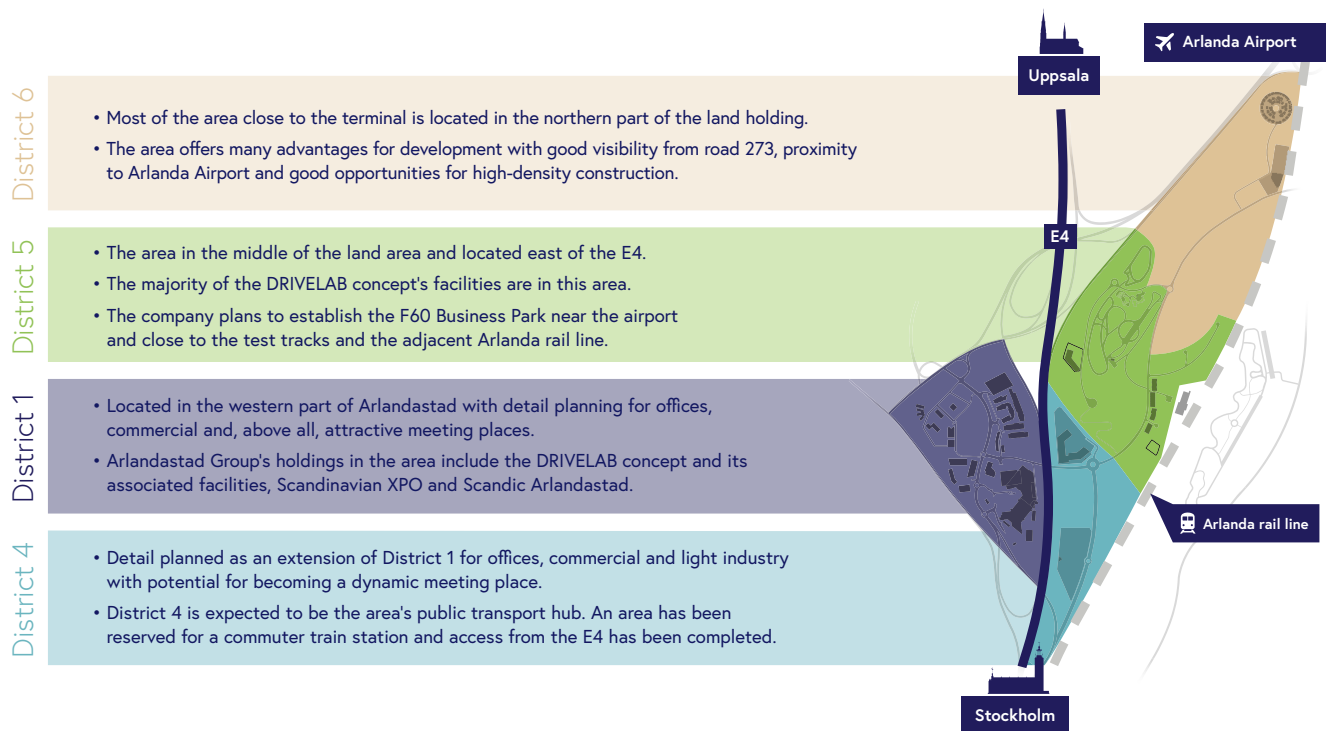 Uppsala
Arlanda Airport
District 6
• Most of the area close to the terminal is located in the northern part of the land holding.
• The area offers many advantages for development with good visibility from road 273, proximity
to Arlanda Airport and good opportunities for high-density construction.
E4
District 5
• The area in the middle of the land area and located east of the E4.
• The majority of the DRIVELAB concept's facilities are in this area.
• The company plans to establish the F60 Business Park near the airport
and close to the test tracks and the adjacent Arlanda rail line.
District 1
• Located in the western part of Arlandastad with detail planning for offices,
commercial and, above all, attractive meeting places.
• Arlandastad Group's holdings in the area include the DRIVELAB concept and its
associated facilities, Scandinavian XPO and Scandic Arlandastad.
Arlanda rail line
District 4
• Detail planned as an extension of District 1 for offices, commercial and light industry
with potential for becoming a dynamic meeting place.
• District 4 is expected to be the area's public transport hub. An area has been
reserved for a commuter train station and access from the E4 has been completed.
Stockholm